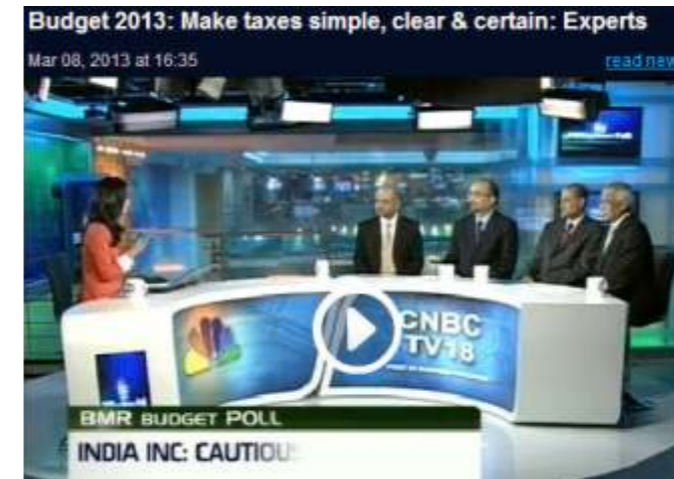 Budget 2013: Make taxes simple, clear & certain: Experts
Mar 08, 2013 at 16:35
read new
CNBC
TV18
BMR BUDGET POLL
INDIA INC: CAUTIOUS